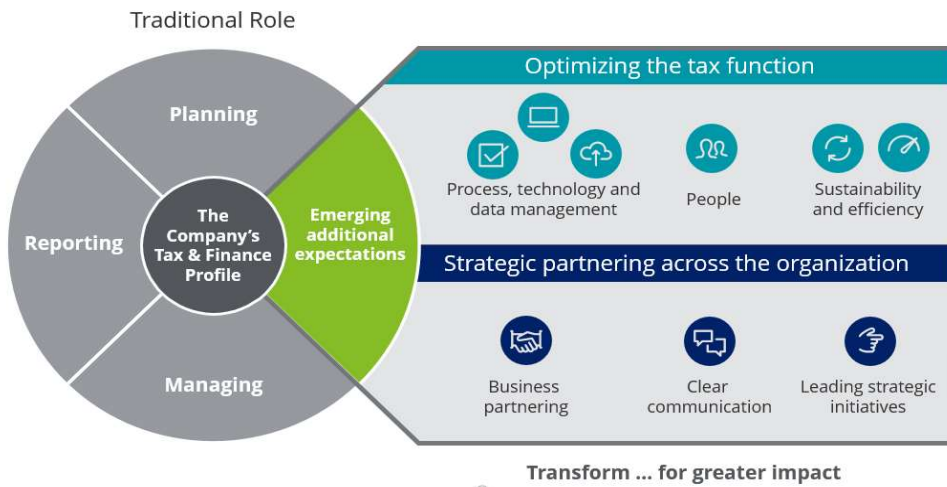 Traditional Role
Planning
Reporting
The
Company's
Tax & Finance
Profile
Emerging
additional
expectations
Managing
Optimizing the tax function
Process, technology and
data management
People
Sustainability
and efficiency
Strategic partnering across the organization
Business
partnering
Clear
communication
Leading strategic
initiatives
Transform ... for greater impact